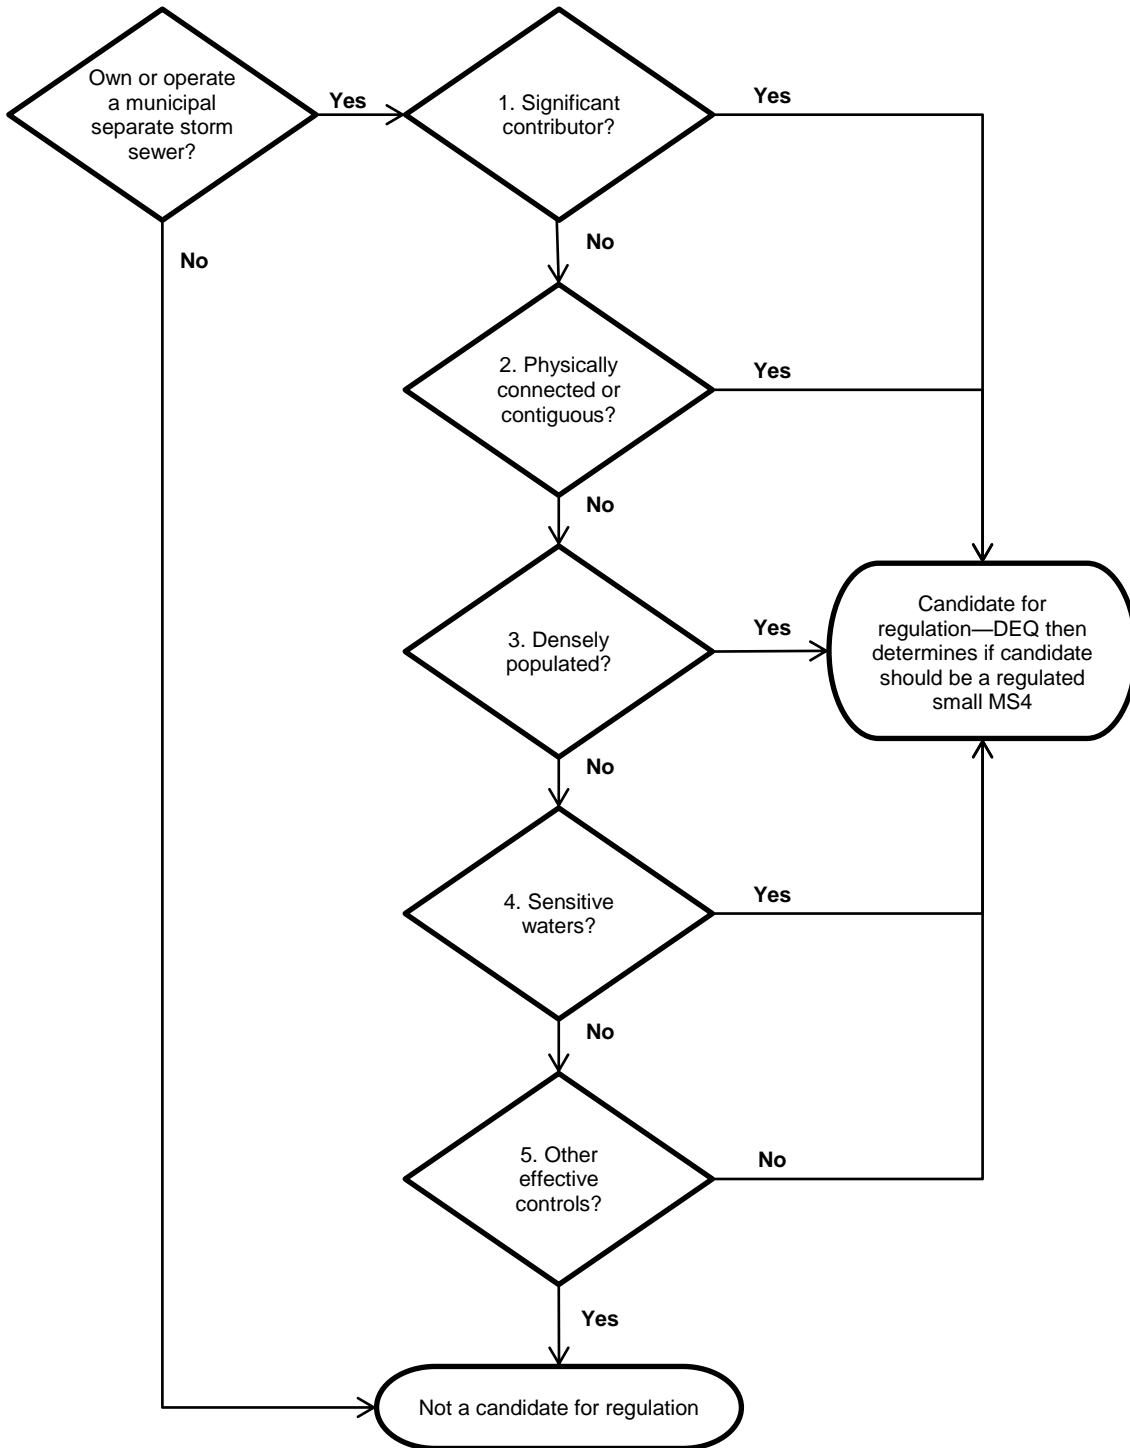 Own or operate
a municipal
separate storm
sewer?
Yes
No
1. Significant
contributor?
Yes
No
2. Physically
connected or
contiguous?
Yes
No
3. Densely
populated?
Yes
No
Candidate for
regulation—DEQ then
determines if candidate
should be a regulated
small MS4
4. Sensitive
waters?
Yes
No
5. Other
effective
controls?
No
Yes
Not a candidate for regulation